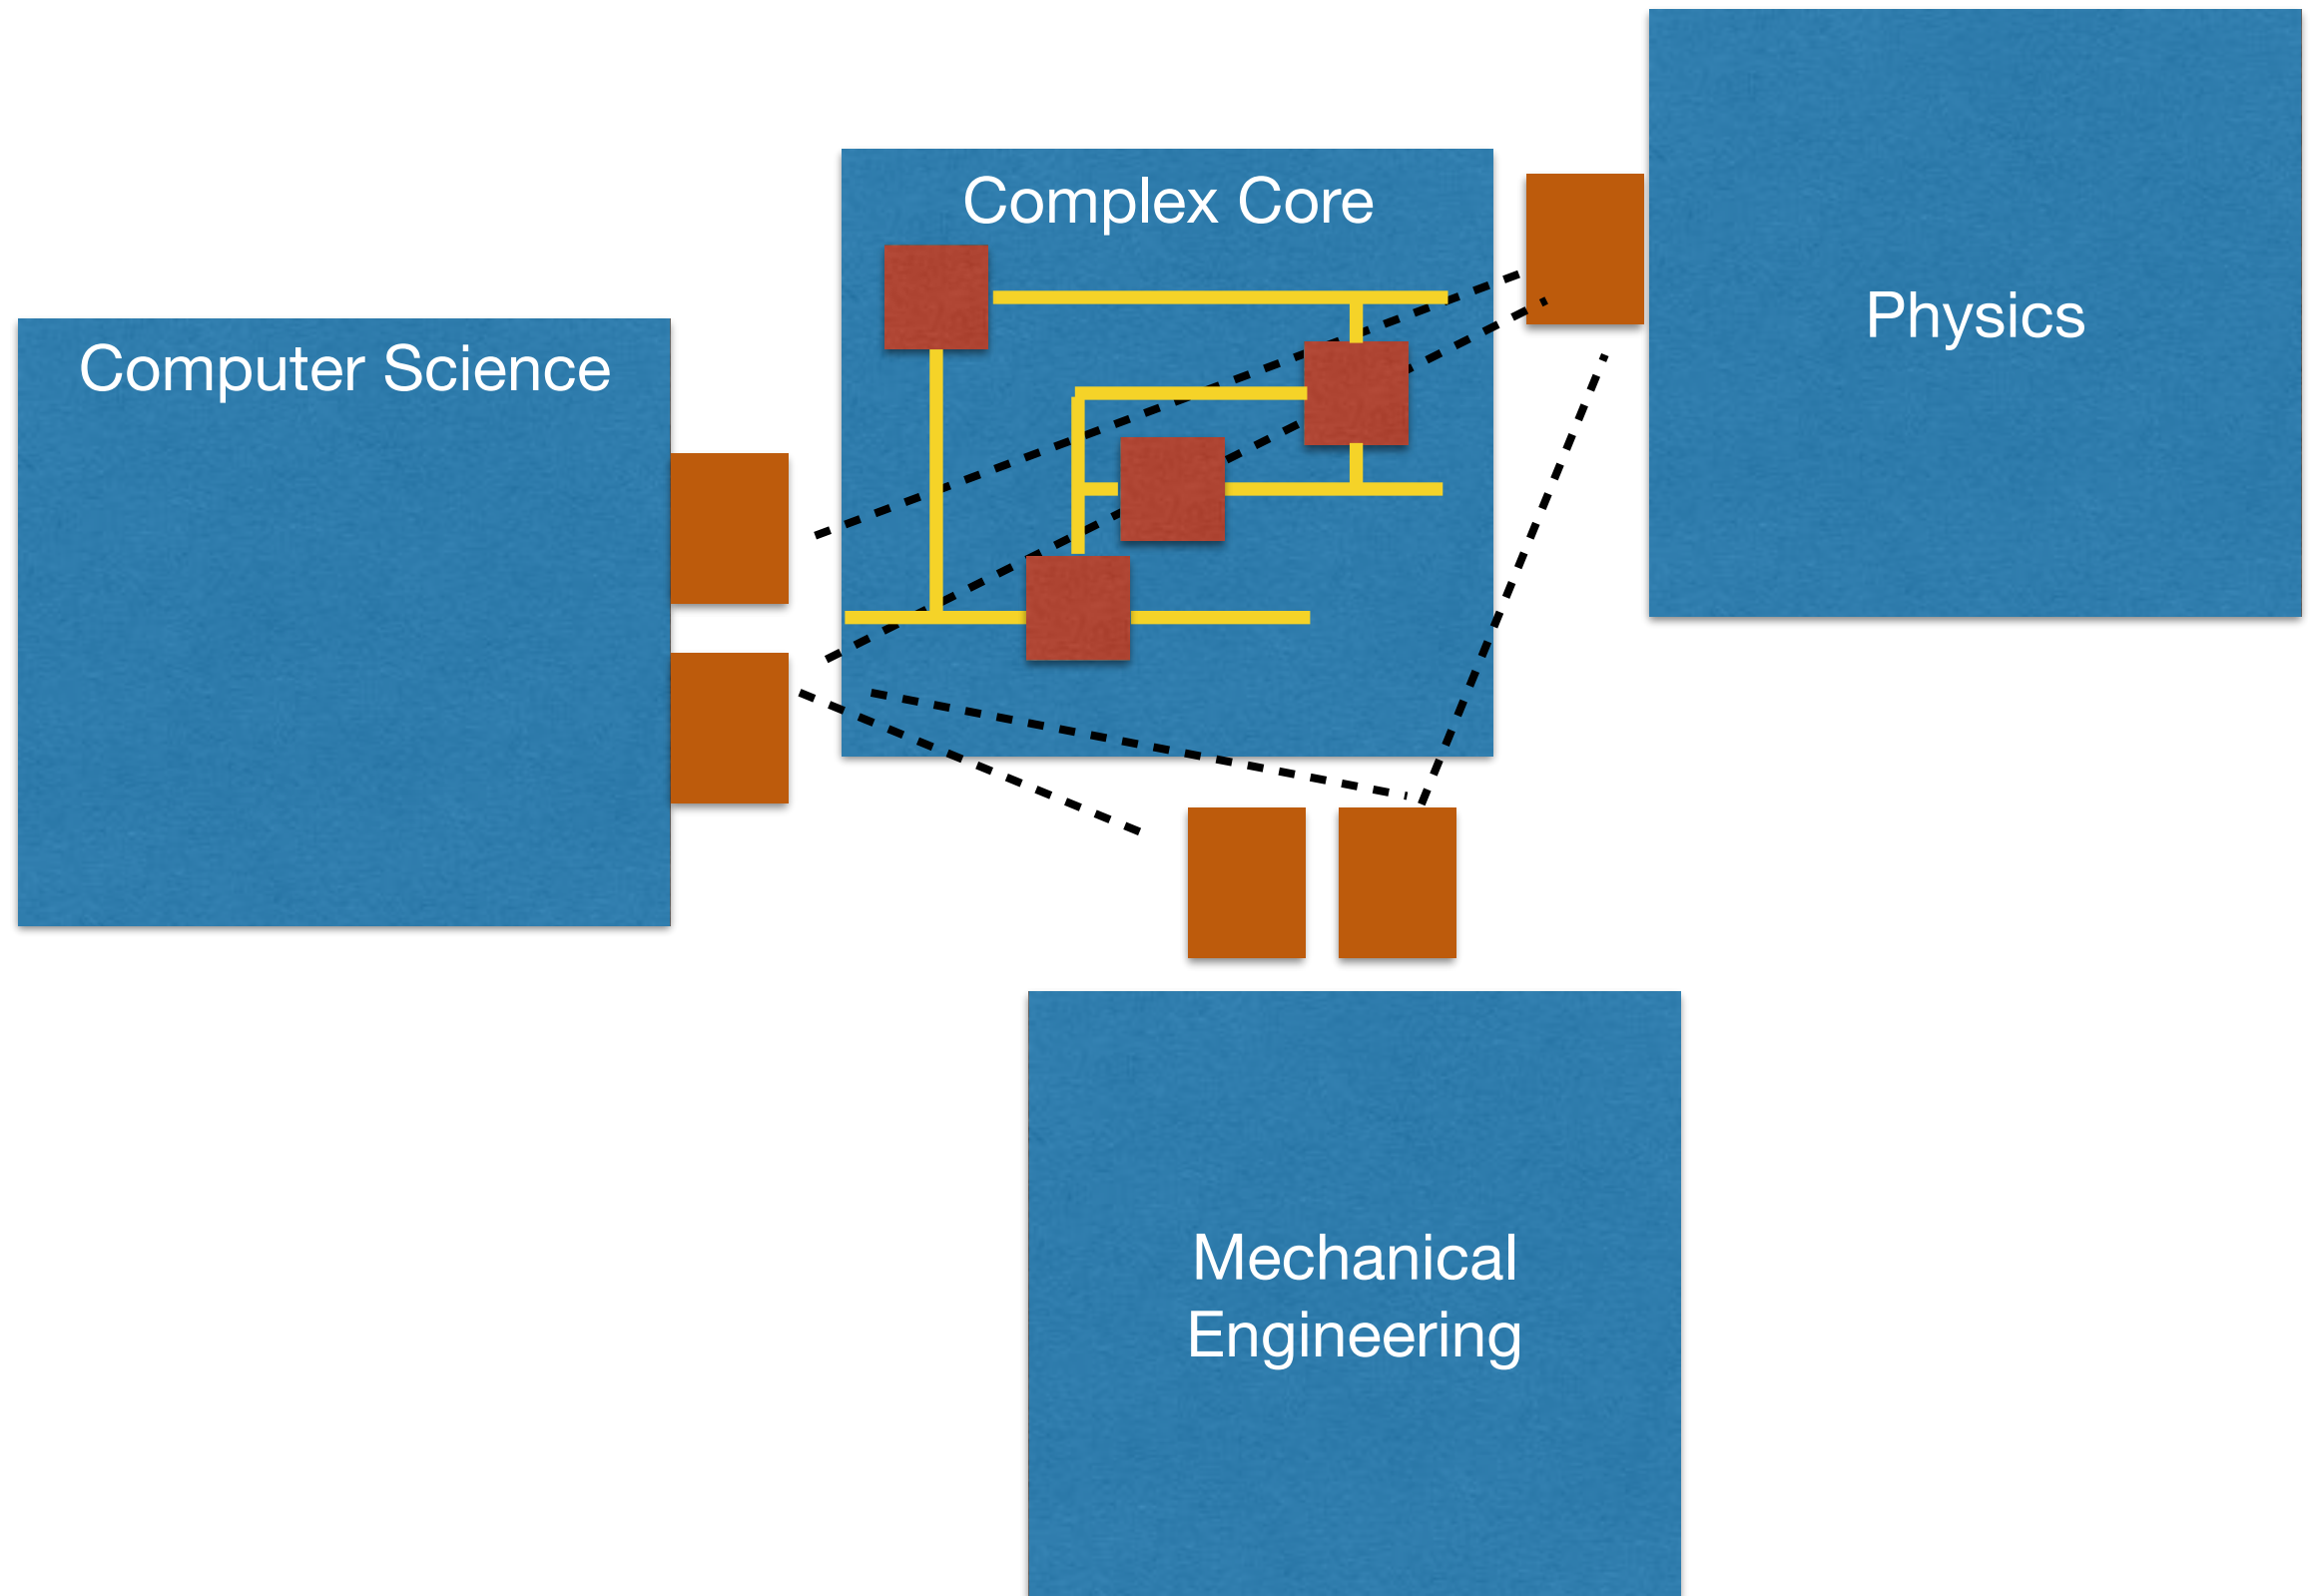 Complex Core
Physics
Computer Science
Mechanical
Engineering